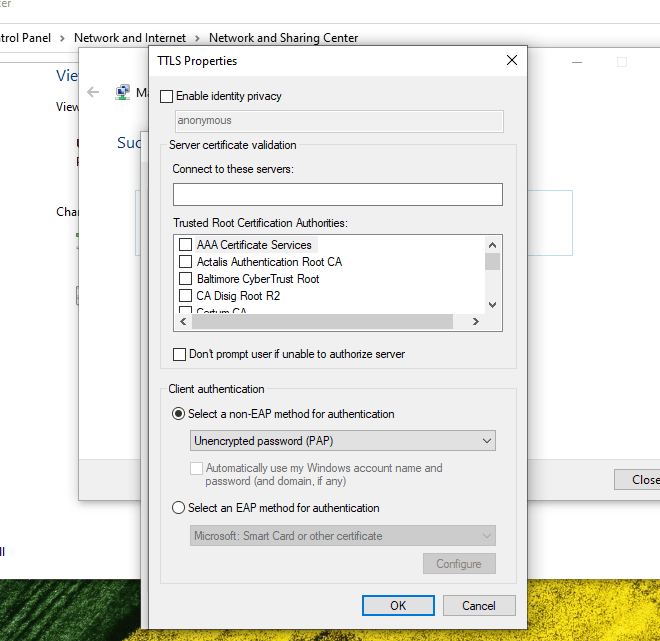 ter
ntrol Panel > Network and Internet > Network and Sharing Center
TTLS Properties
Vie
View
Ma
Suc
Char
Enable identity privacy
anonymous
Server certificate validation
Connect to these servers:
Trusted Root Certification Authorities:
AAA Certificate Services
Actalis Authentication Root CA
Baltimore CyberTrust Root
CA Disig Root R2
Certum CA
Don't prompt user if unable to authorize server
Client authentication
Select a non-EAP method for authentication
Unencrypted password (PAP)
Automatically use my Windows account name and
password (and domain, if any)
Select an EAP method for authentication
Microsoft: Smart Card or other certificate
Configure
Close
OK
Cancel
ll